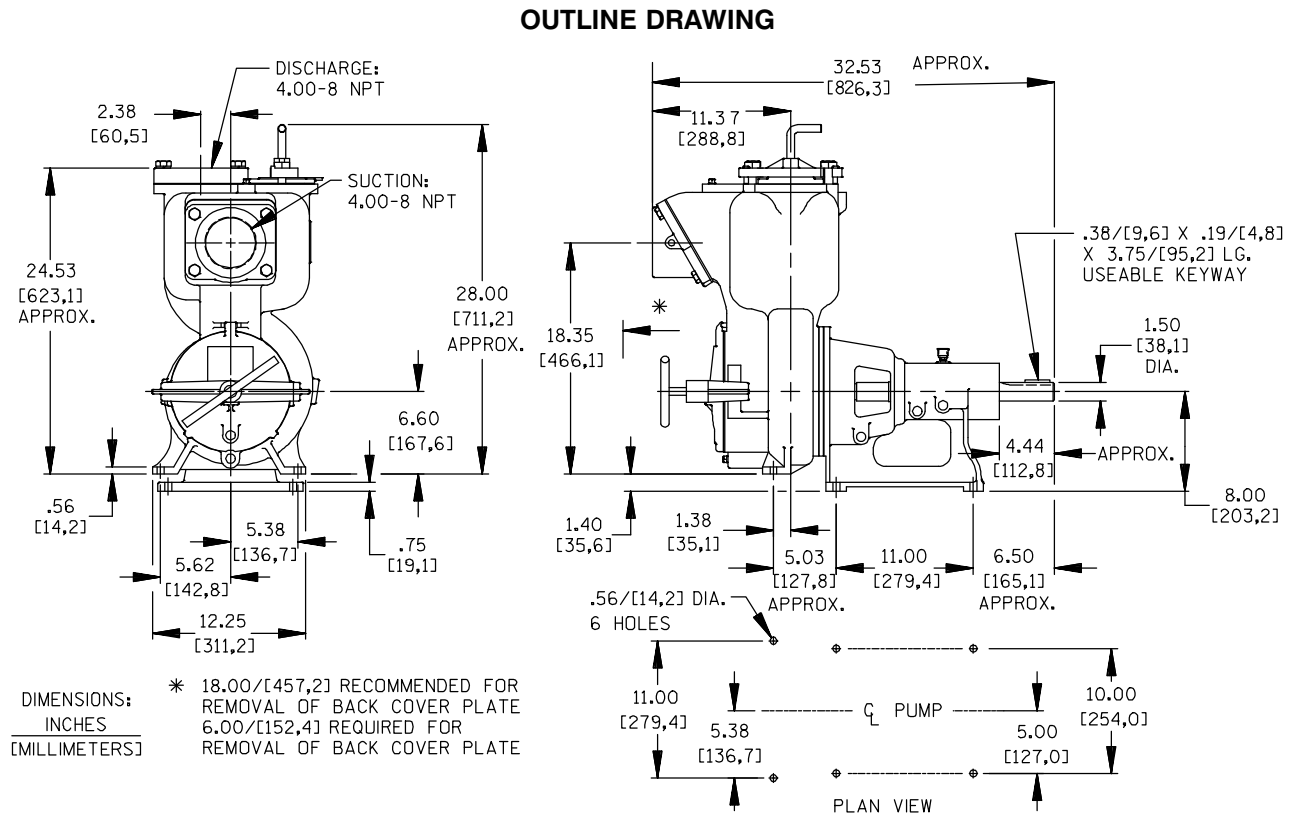 OUTLINE DRAWING
DISCHARGE:
4.00-8 NPT
2.38
[60,5]
SUCTION:
4.00-8 NPT
24.53
[623,1]
APPROX.
28.00
[711,2]
APPROX.
6.60
[167,6]
.56
[14,2]
5.38
[136,7]
.75
[19,1]
5.62
[142,8]
12.25
[311,2]
32.53
[826,3]
APPROX.
11.37
[288,8]
.38/[9,6] X .19/[4,8]
X 3.75/[95,2] LG.
USEABLE KEYWAY
*
18.35
[466,1]
1.50
[38,1]
DIA.
4.44
[112,8]
APPROX.
8.00
[203,2]
1.40
[35,6]
1.38
[35,1]
5.03
[127,8]
APPROX.
11.00
[279,4]
6.50
[165,1]
APPROX.
.56/[14,2] DIA.
6 HOLES
11.00
[279,4]
5.38
[136,7]
CL PUMP
10.00
[254,0]
5.00
[127,0]
PLAN VIEW
DIMENSIONS:
INCHES
[MILLIMETERS]
* 18.00/[457,2] RECOMMENDED FOR
REMOVAL OF BACK COVER PLATE
6.00/[152,4] REQUIRED FOR
REMOVAL OF BACK COVER PLATE